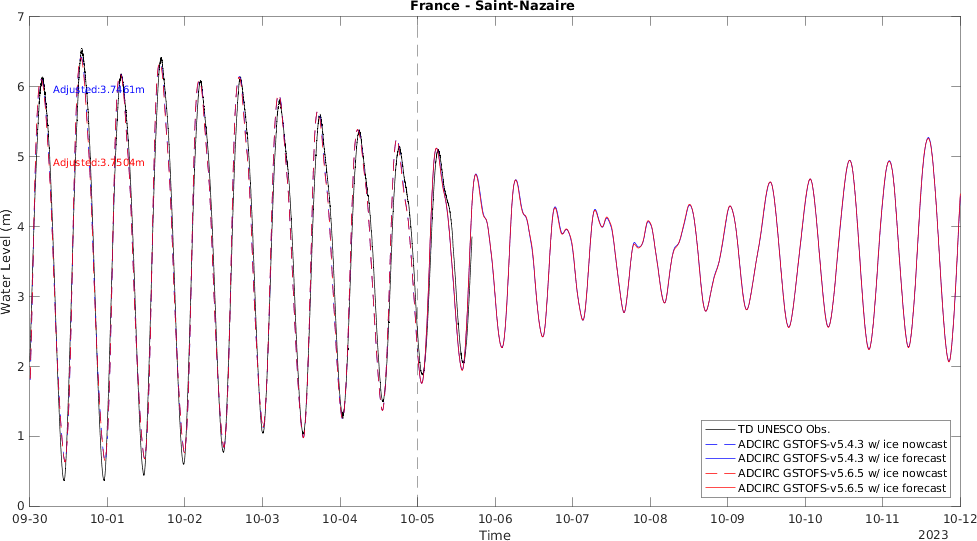 France - Saint-Nazaire
7
6
5
4
3
2
1
0
Water Level (m)
Adjusted:3.7461m
Adjusted:3.7504m
TD UNESCO Obs.
ADCIRC GSTOFS-v5.4.3 w/ ice nowcast
ADCIRC GSTOFS-v5.4.3 w/ ice forecast
ADCIRC GSTOFS-v5.6.5 w/ ice nowcast
ADCIRC GSTOFS-v5.6.5 w/ ice forecast
09-30 10-01 10-02 10-03 10-04 10-05 10-06 10-07 10-08 10-09 10-10 10-11 10-12
Time
2023